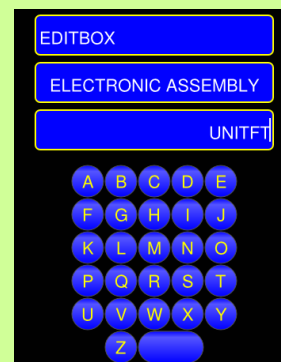 EDITBOX
ELECTRONIC ASSEMBLY
UNITFT
A B C D E
F G H I J
K L M N O
P Q R S T
U V W X Y
Z